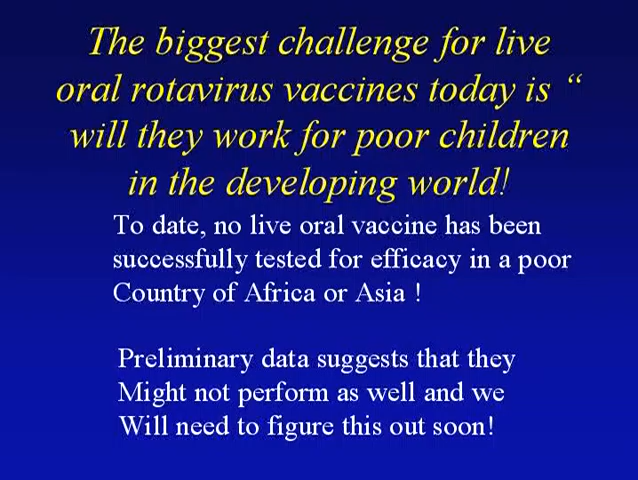 The biggest challenge for live
oral rotavirus vaccines today is “
will they work for poor children
in the developing world!
To date, no live oral vaccine has been
successfully tested for efficacy in a poor
Country of Africa or Asia !
Preliminary data suggests that they
Might not perform as well and we
Will need to figure this out soon!